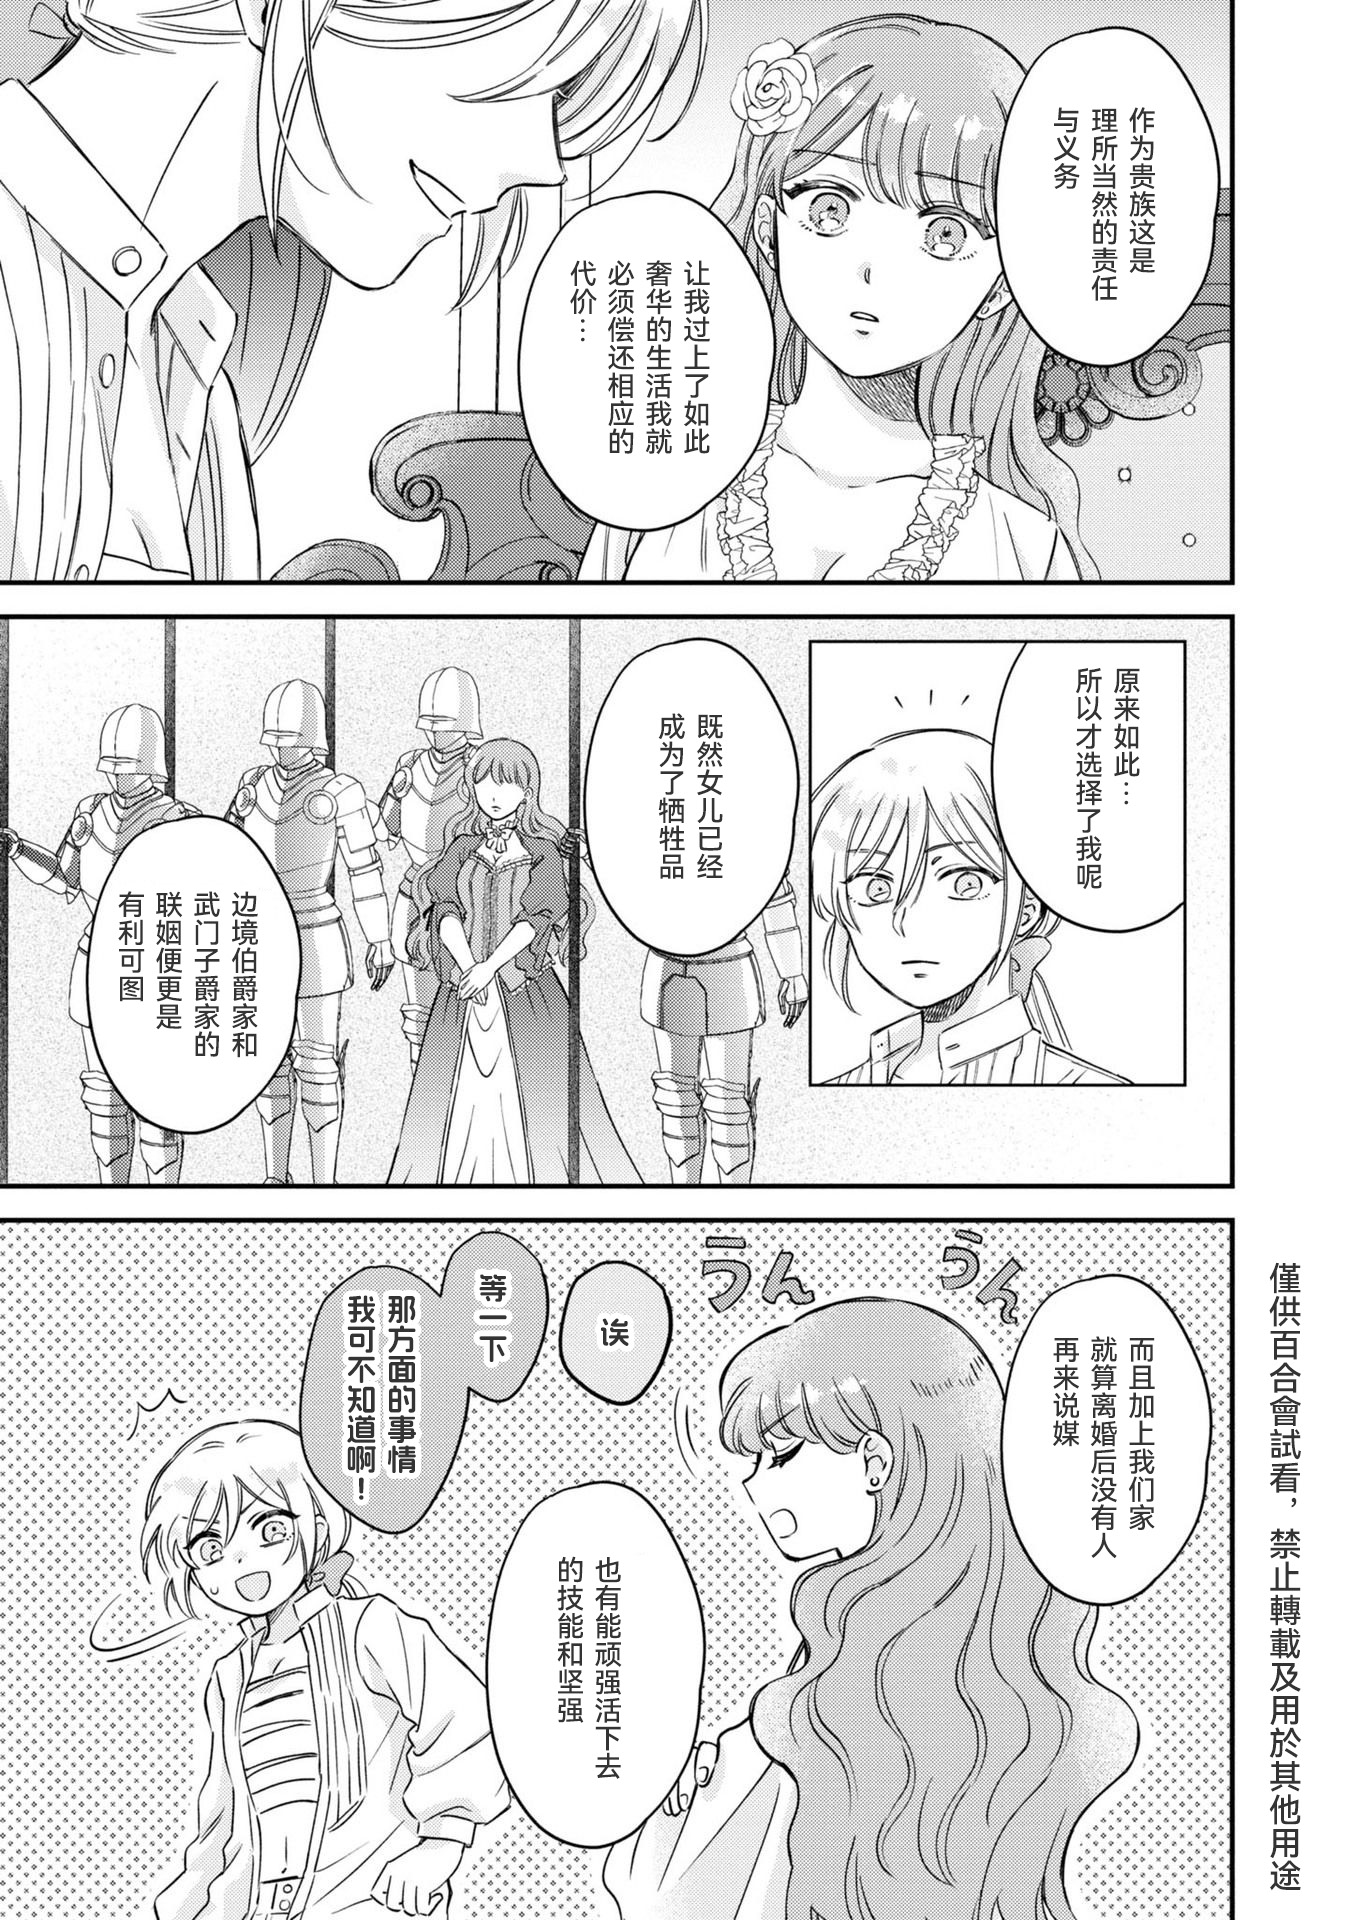 作为贵族这是
理所当然的责任
与义务
让我过上了如此
奢华的生活我就
必须偿还相应的
代价…
原来如此…
所以才选择了我呢
既然女儿已经
成为了牺牲品
边境伯爵家和
武门子爵家的
联姻便更是
有利可图
うん
うん
而且加上我们家
就算离婚后没有人
再来说媒
诶
等一下
那方面的事情
我可不知道啊！
也有能顽强活下去
的技能和坚强
僅供百合會試看，禁止轉載及用於其他用途